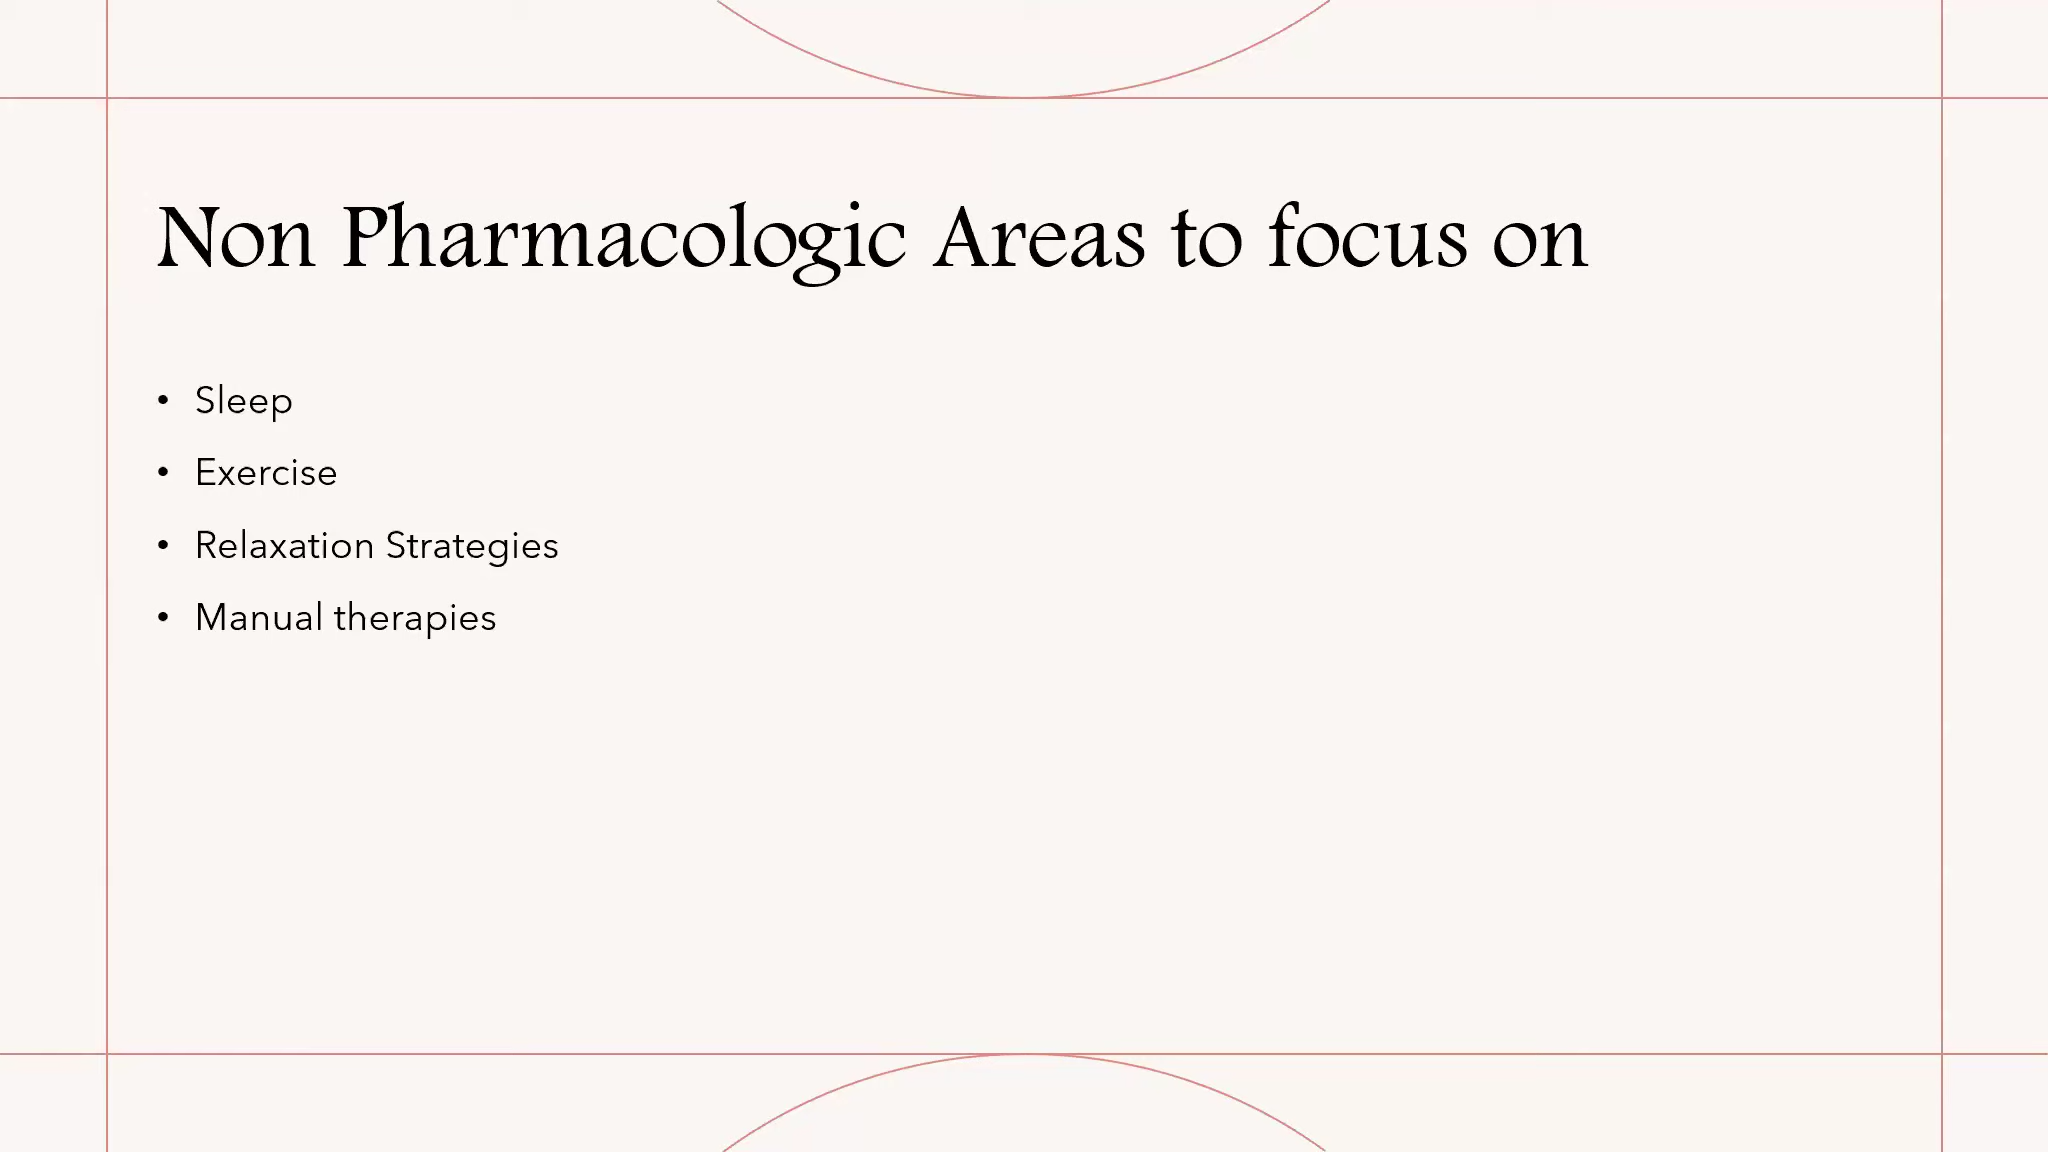 Non Pharmacologic Areas to focus on
• Sleep
• Exercise
• Relaxation Strategies
• Manual therapies